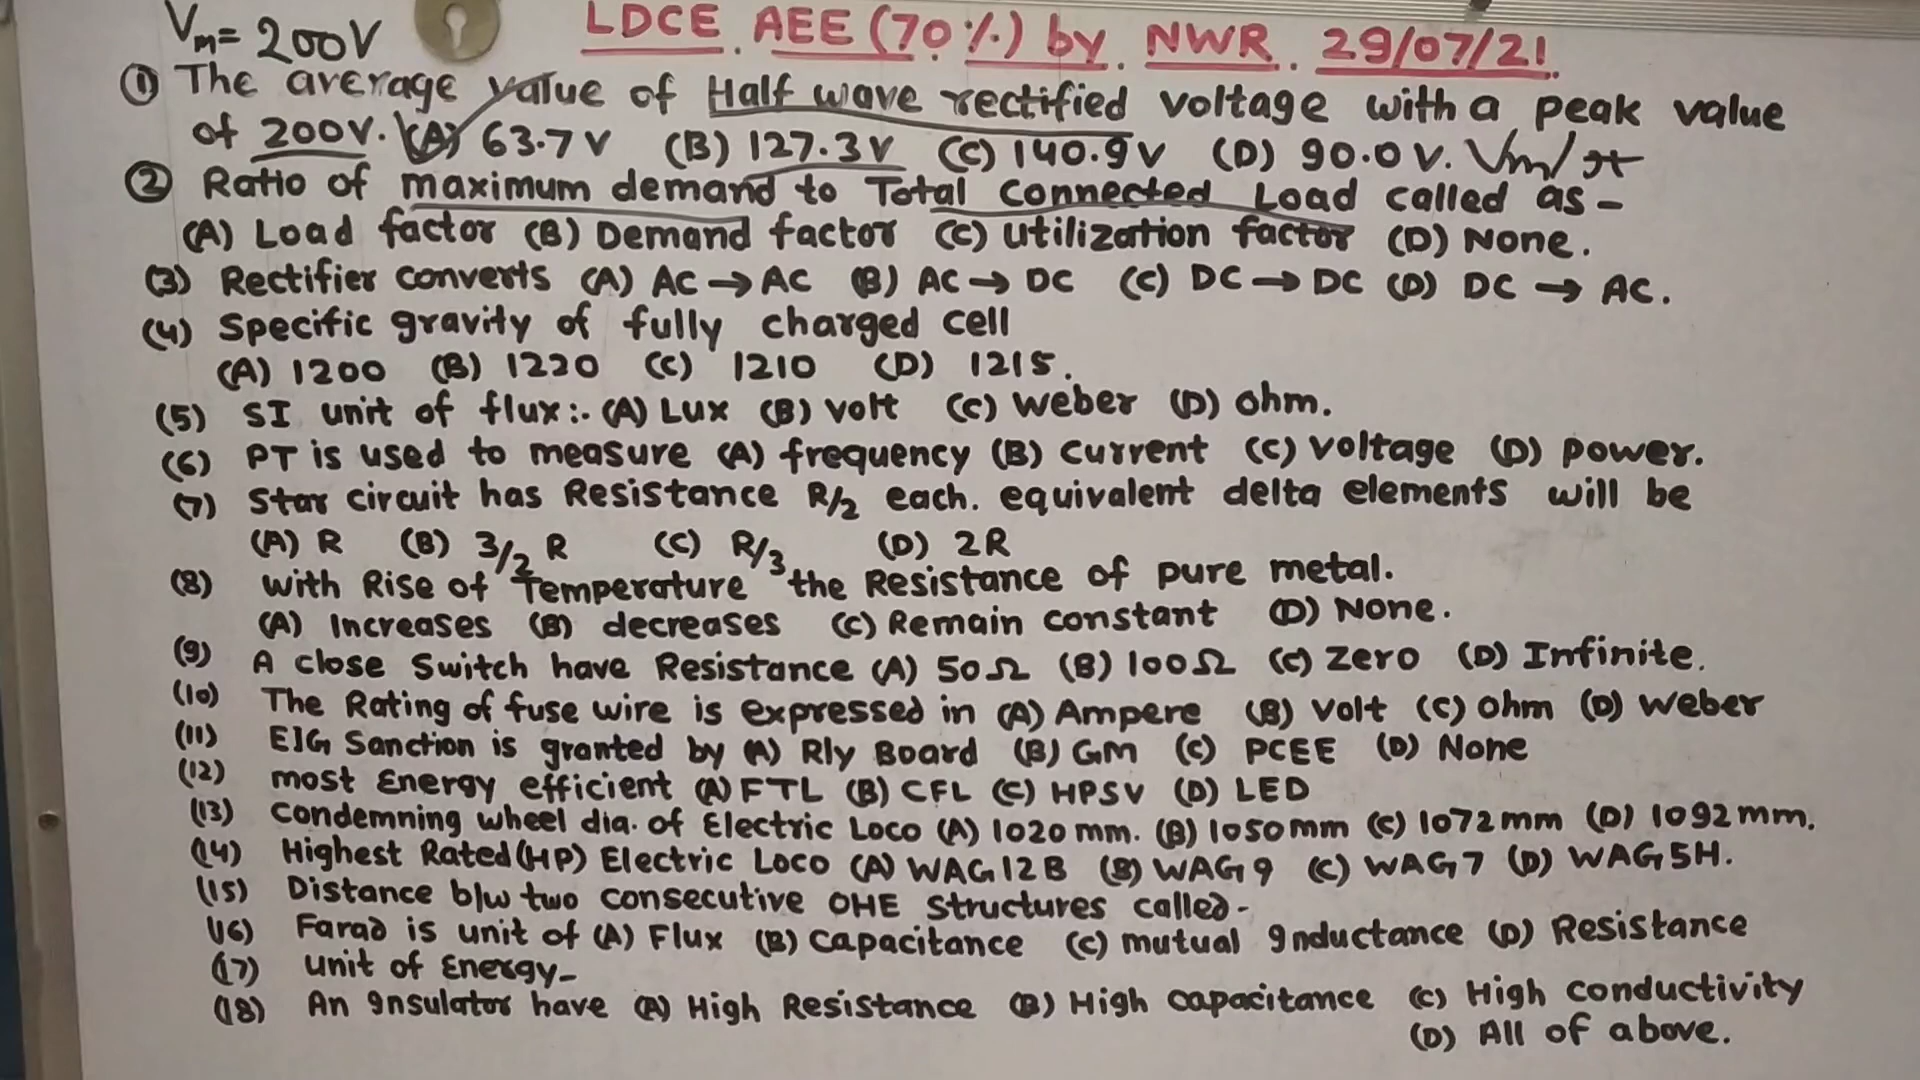 Vm= 200V
LDCE. AEE (70%) by. NWR. 29/07/21.
① The average value of Half wave rectified voltage with a peak value
of 200V. (A) 63.7V (B) 127.3V (C) 140.9V (D) 90.0V. Vm/π
② Ratio of maximum demand to Total Connected Load called as-
(A) Load factor (B) Demand factor (C) utilization factor (D) None.
(3) Rectifier converts (A) AC→AC (B) AC→DC (C) DC→DC (D) DC→AC.
(4) Specific gravity of fully charged cell
(A) 1200 (B) 1220 (C) 1210 (D) 1215.
(5) SI unit of flux:. (A) Lux (B) volt (C) weber (D) ohm.
(6) PT is used to measure (A) frequency (B) current (C) voltage (D) power.
(7) Star circuit has Resistance R/2 each. equivalent delta elements will be
(A) R (B) 3/2 R (C) R/3 (D) 2R
(8) with Rise of Temperature the Resistance of pure metal.
(A) Increases (B) decreases (C) Remain constant (D) None.
(9) A close Switch have Resistance (A) 50Ω (B) 100Ω (C) zero (D) Infinite.
(10) The Rating of fuse wire is expressed in (A) Ampere (B) volt (C) ohm (D) weber
(11) EIG Sanction is granted by (A) Rly Board (B) GM (C) PCEE (D) None
(12) most Energy efficient (A) FTL (B) CFL (C) HPSV (D) LED
(13) condemning wheel dia. of Electric Loco (A) 1020mm. (B) 1050mm (C) 1072mm (D) 1092mm.
(14) Highest Rated (HP) Electric Loco (A) WAG12B (B) WAG9 (C) WAG7 (D) WAG5H.
(15) Distance b/w two consecutive OHE Structures called-
(16) Farad is unit of (A) Flux (B) capacitance (C) mutual Inductance (D) Resistance
(17) unit of Energy-
(18) An Insulator have (A) High Resistance (B) High capacitance (C) High conductivity
(D) All of above.